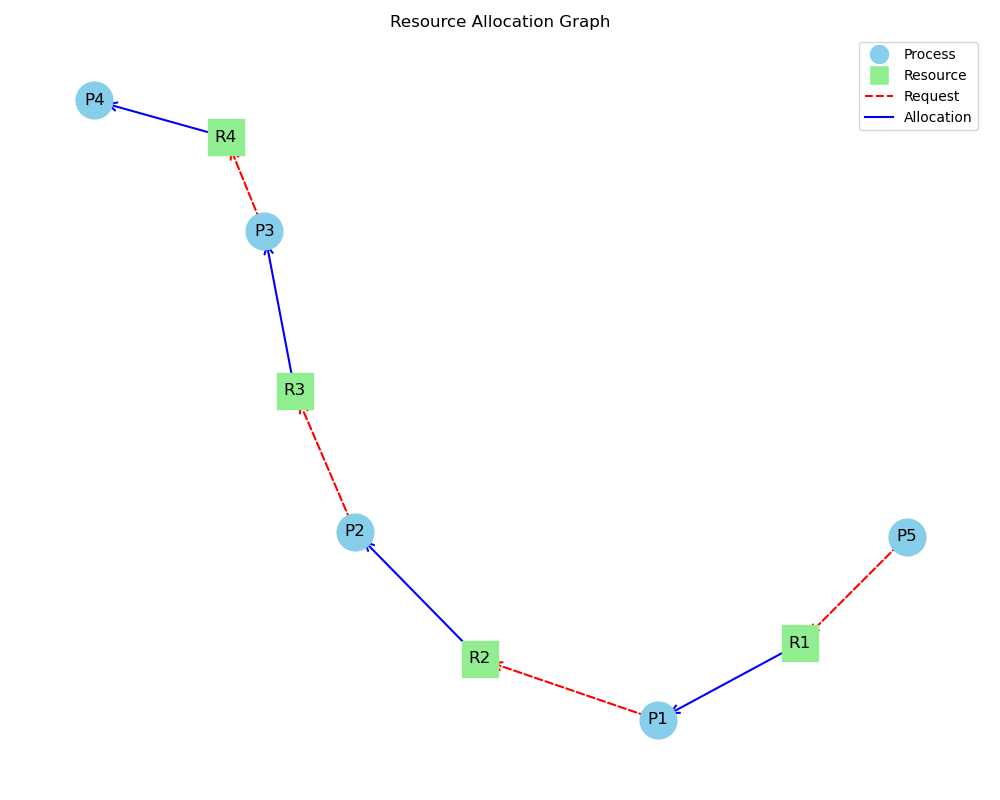 Resource Allocation Graph
Process
Resource
Request
Allocation
P4
R4
P3
R3
P2
P5
R1
R2
P1